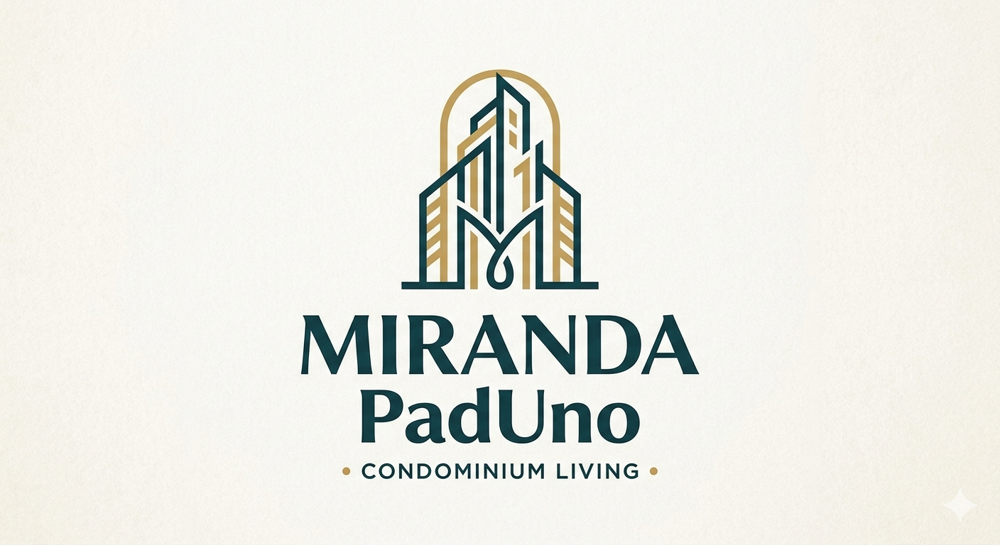 MIRANDA
PadUno
• CONDOMINIUM LIVING •